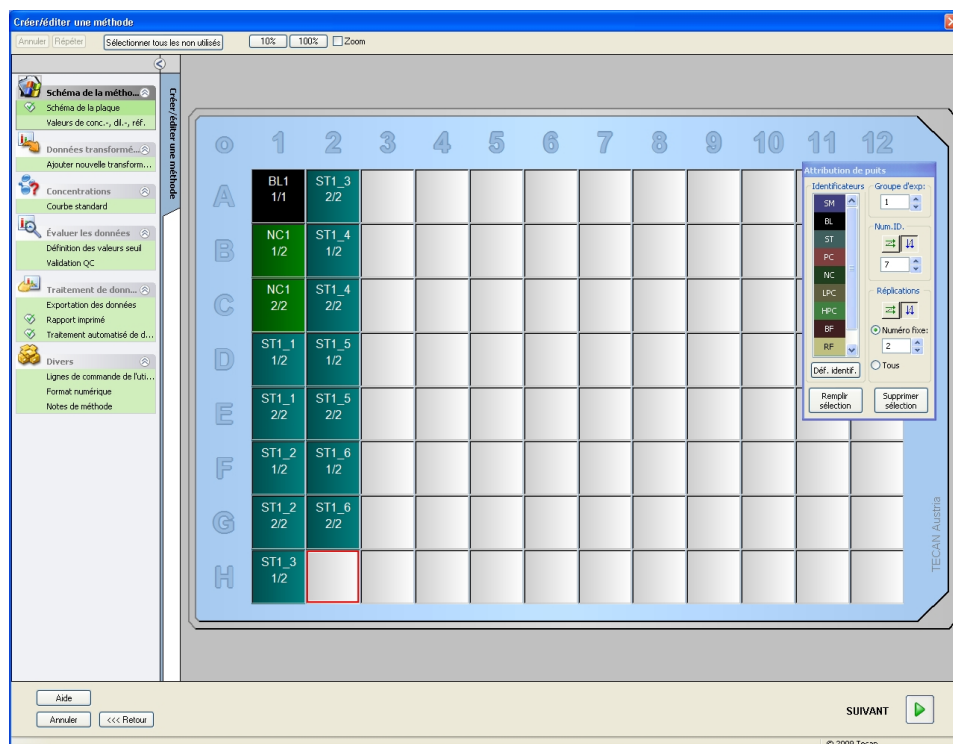 Créer/éditer une méthode
Annuler Répéter Sélectionner tous les non utilisés 10% 100% Zoom
Schéma de la métho...
Schéma de la plaque
Valeurs de conc.-, dil.-, réf.
Données transformé...
Ajouter nouvelle transform...
Concentrations
Courbe standard
Évaluer les données
Définition des valeurs seuil
Validation QC
Traitement de donn...
Exportation des données
Rapport imprimé
Traitement automatisé de d...
Divers
Lignes de commande de l'uti...
Format numérique
Notes de méthode
Créer/éditer une méthode
o 1 2 3 4 5 6 7 8 9 10 11 12
A BL1 ST1_3
1/1 2/2
B NC1 ST1_4
1/2 1/2
C NC1 ST1_4
2/2 2/2
D ST1_1 ST1_5
1/2 1/2
E ST1_1 ST1_5
2/2 2/2
F ST1_2 ST1_6
1/2 1/2
G ST1_2 ST1_6
2/2 2/2
H ST1_3
1/2
Attribution de puits
Identificateurs
SM
BL
ST
PC
NC
LPC
HPC
BF
RF
Déf. identif.
Groupe d'exp:
1
Num.ID.
7
Réplications
Numéro fixe:
2
Tous
Remplir sélection
Supprimer sélection
TECAN Austria
Aide
Annuler <<< Retour
SUIVANT
© 2009 Tecan